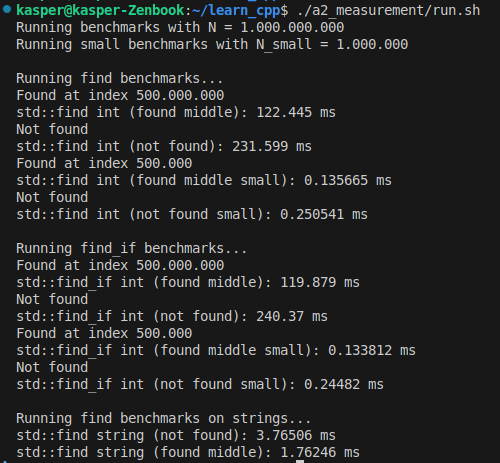 kasper@kasper-Zenbook:~/learn_cpp$ ./a2_measurement/run.sh
Running benchmarks with N = 1.000.000.000
Running small benchmarks with N_small = 1.000.000
Running find benchmarks...
Found at index 500.000.000
std::find int (found middle): 122.445 ms
Not found
std::find int (not found): 231.599 ms
Found at index 500.000
std::find int (found middle small): 0.135665 ms
Not found
std::find int (not found small): 0.250541 ms
Running find_if benchmarks...
Found at index 500.000.000
std::find_if int (found middle): 119.879 ms
Not found
std::find_if int (not found): 240.37 ms
Found at index 500.000
std::find_if int (found middle small): 0.133812 ms
Not found
std::find_if int (not found small): 0.24482 ms
Running find benchmarks on strings...
std::find string (not found): 3.76506 ms
std::find string (found middle): 1.76246 ms